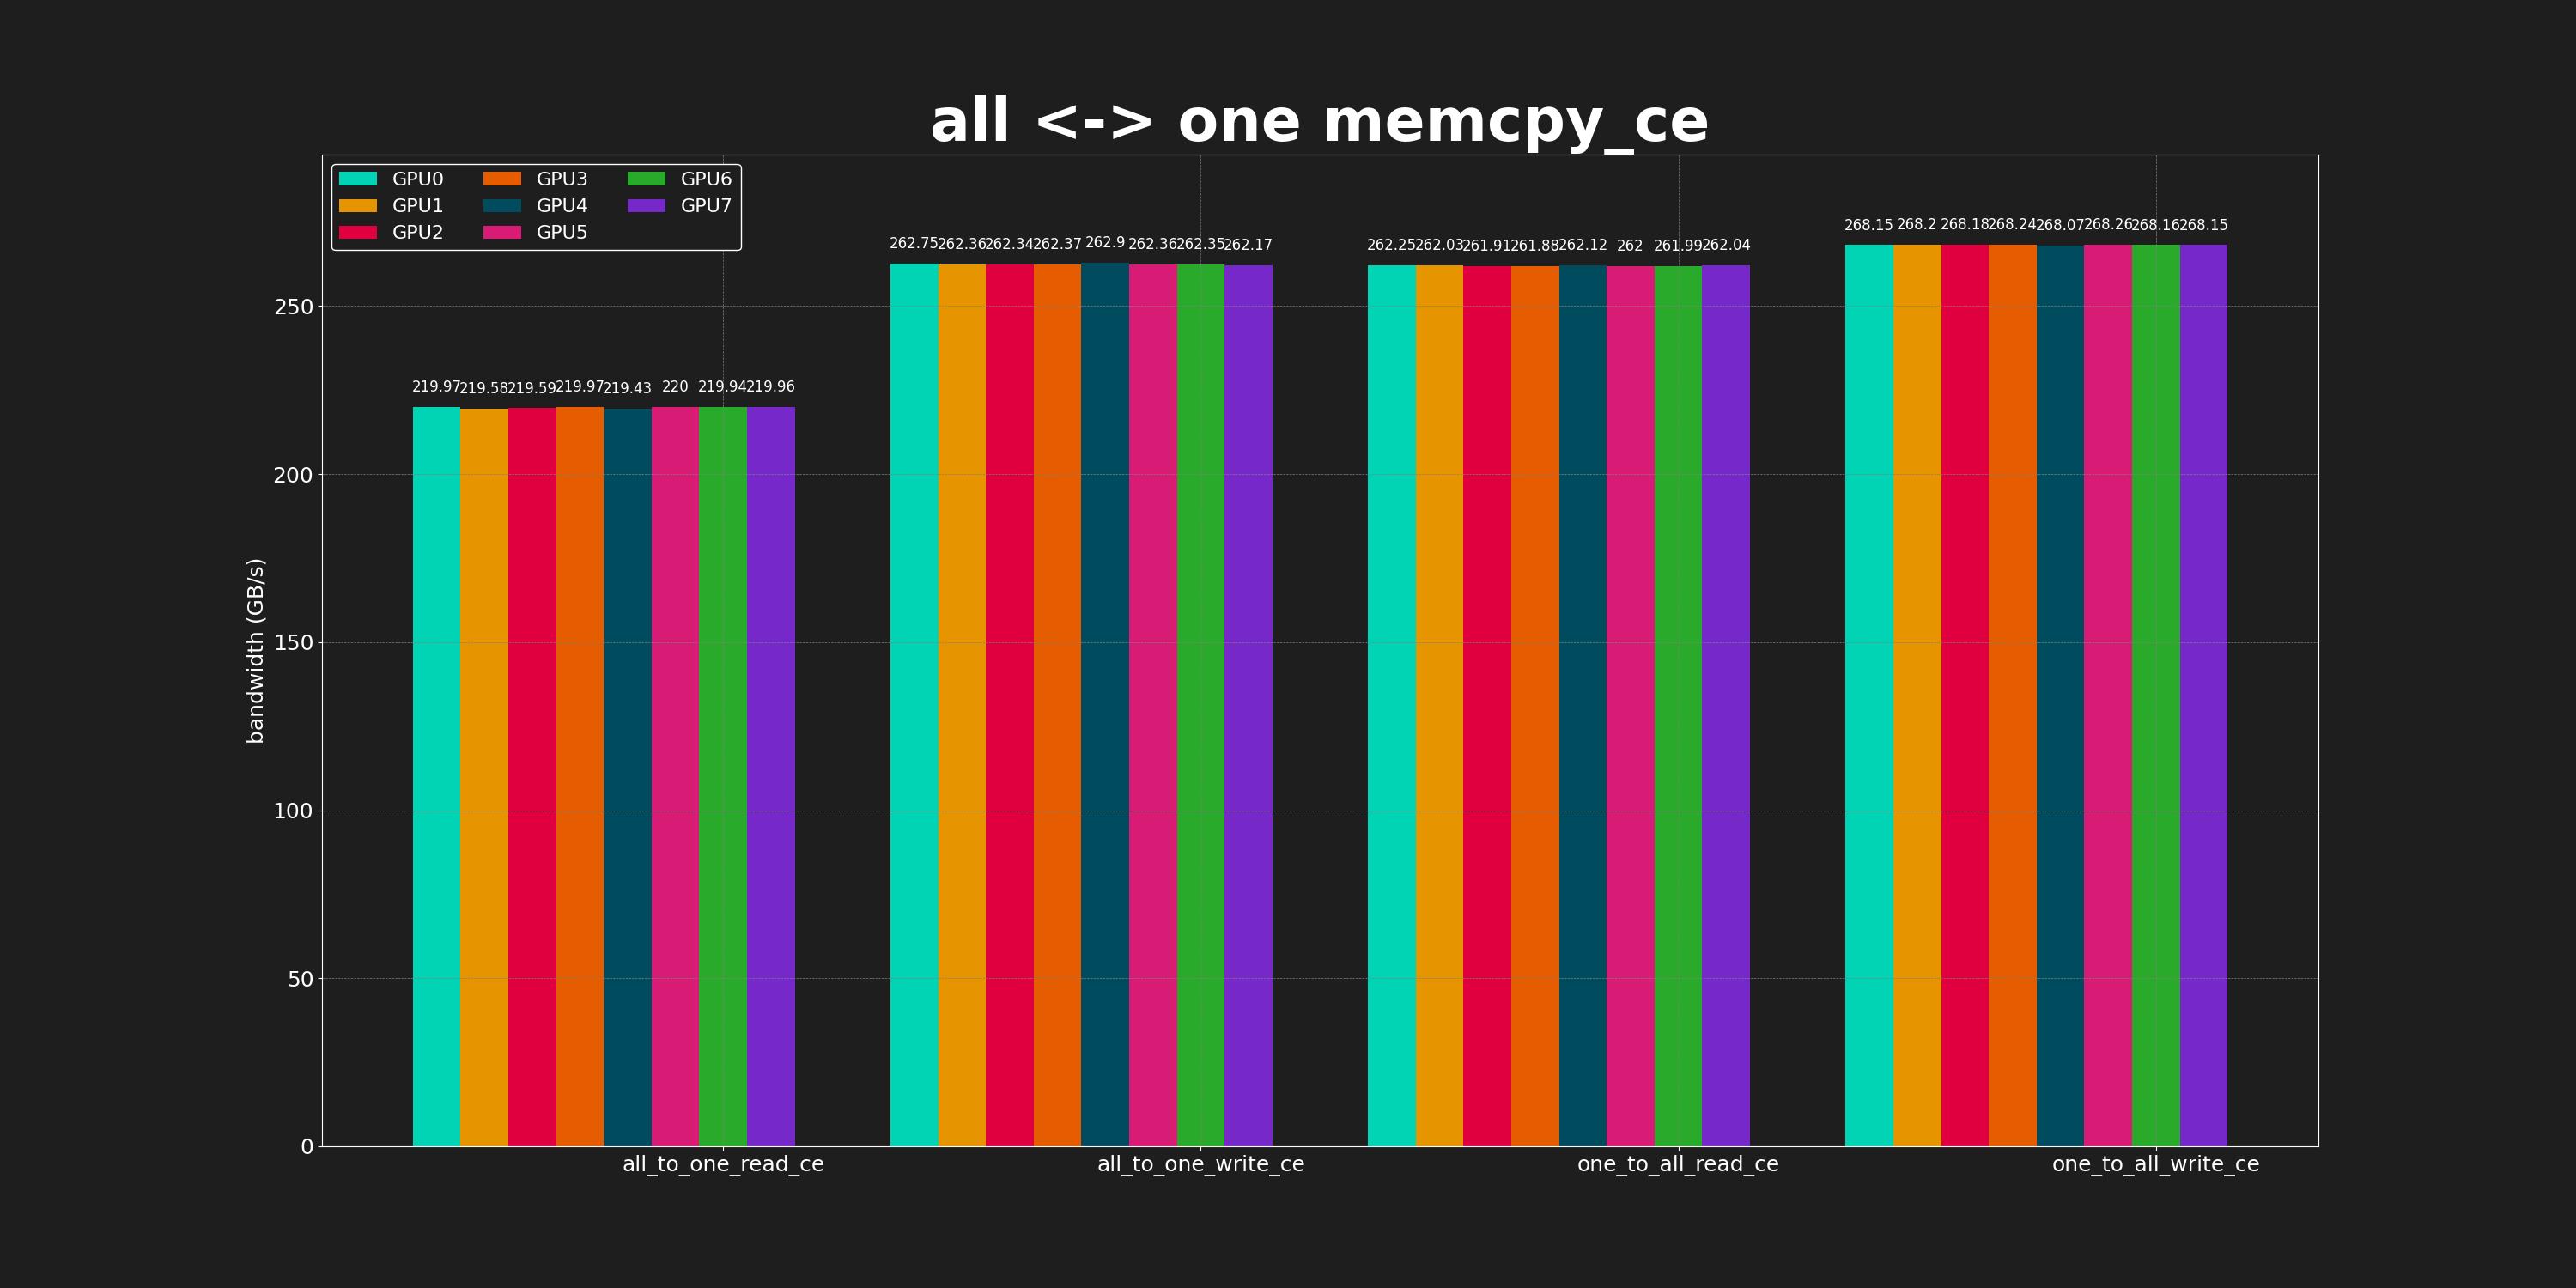 all <-> one memcpy_ce
GPU0 GPU3 GPU6
GPU1 GPU4 GPU7
GPU2 GPU5
268.15 268.2 268.18 268.24 268.07 268.26 268.16 268.15
262.75 262.36 262.34 262.37 262.9 262.36 262.35 262.17
262.25 262.03 261.91 261.88 262.12 262 261.99 262.04
219.97 219.58 219.59 219.97 219.43 220 219.94 219.96
250
200
150
100
50
0
bandwidth (GB/s)
all_to_one_read_ce all_to_one_write_ce one_to_all_read_ce one_to_all_write_ce